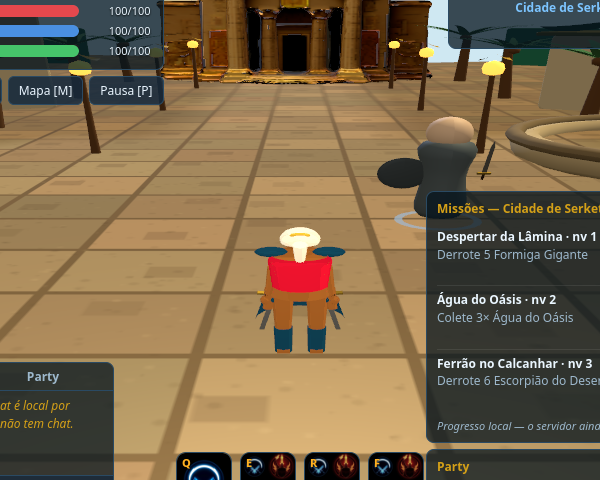 100/100
Cidade de Serk
100/100
100/100
Mapa [M]
Pausa [P]
Missões — Cidade de Serket
Despertar da Lâmina · nv 1
Derrote 5 Formiga Gigante
Água do Oásis · nv 2
Colete 3× Água do Oásis
Ferrão no Calcanhar · nv 3
Derrote 6 Escorpião do Deser
Progresso local — o servidor aind
Party
at é local por
não tem chat.
Q
E
R
F
Party